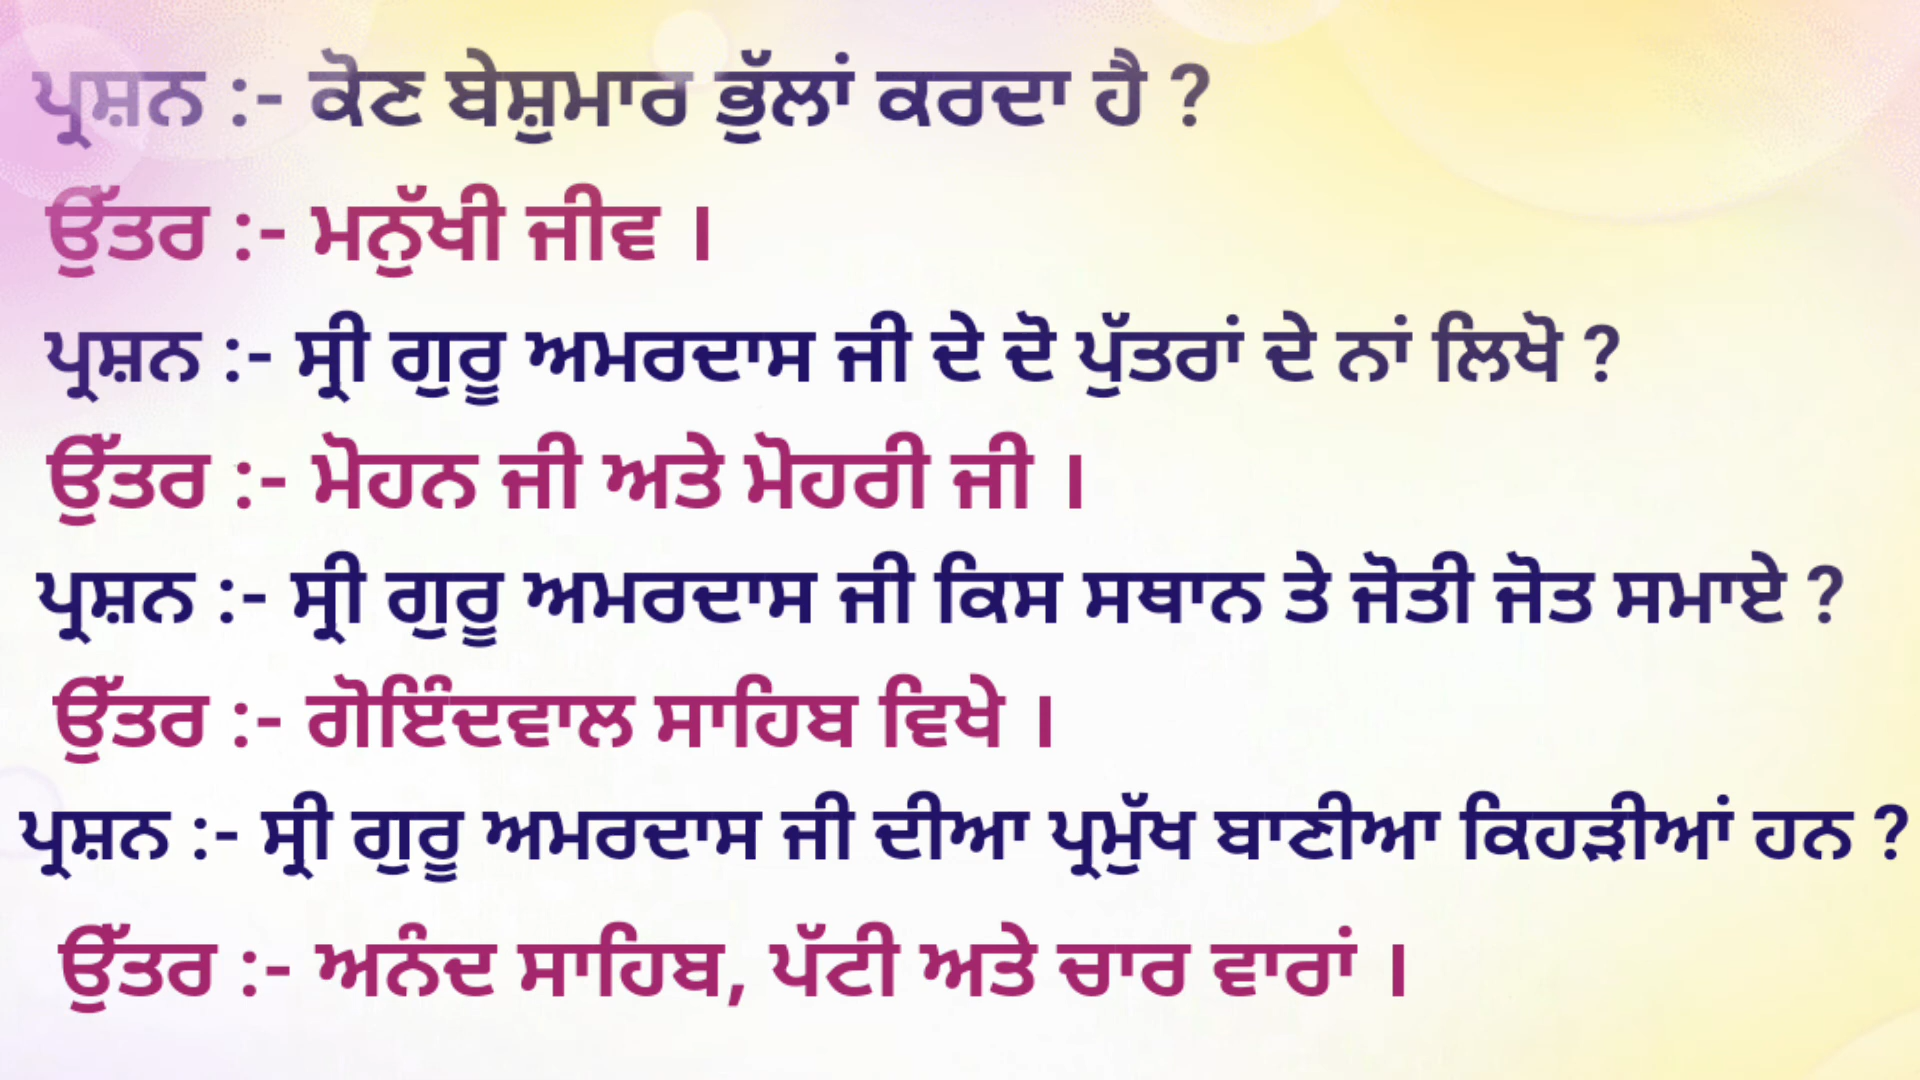 ਪ੍ਰਸ਼ਨ :- ਕੋਣ ਬੇਸ਼ੁਮਾਰ ਭੁੱਲਾਂ ਕਰਦਾ ਹੈ ?
ਉੱਤਰ :- ਮਨੁੱਖੀ ਜੀਵ ।
ਪ੍ਰਸ਼ਨ :- ਸ੍ਰੀ ਗੁਰੂ ਅਮਰਦਾਸ ਜੀ ਦੇ ਦੋ ਪੁੱਤਰਾਂ ਦੇ ਨਾਂ ਲਿਖੋ ?
ਉੱਤਰ :- ਮੋਹਨ ਜੀ ਅਤੇ ਮੋਹਰੀ ਜੀ ।
ਪ੍ਰਸ਼ਨ :- ਸ੍ਰੀ ਗੁਰੂ ਅਮਰਦਾਸ ਜੀ ਕਿਸ ਸਥਾਨ ਤੇ ਜੋਤੀ ਜੋਤ ਸਮਾਏ ?
ਉੱਤਰ :- ਗੋਇੰਦਵਾਲ ਸਾਹਿਬ ਵਿਖੇ ।
ਪ੍ਰਸ਼ਨ :- ਸ੍ਰੀ ਗੁਰੂ ਅਮਰਦਾਸ ਜੀ ਦੀਆ ਪ੍ਰਮੁੱਖ ਬਾਣੀਆ ਕਿਹੜੀਆਂ ਹਨ ?
ਉੱਤਰ :- ਅਨੰਦ ਸਾਹਿਬ, ਪੱਟੀ ਅਤੇ ਚਾਰ ਵਾਰਾਂ ।